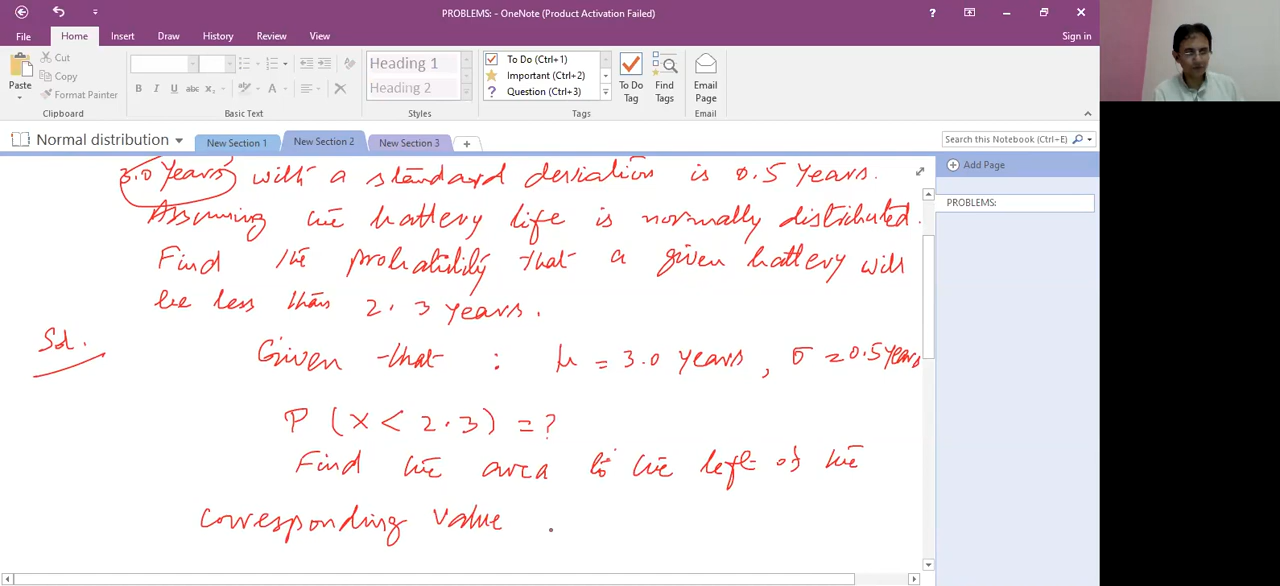 PROBLEMS: - OneNote (Product Activation Failed)
?
File Home Insert Draw History Review View Sign in
Paste Cut Copy Format Painter
B I U abc X₂ ab A
Heading 1
Heading 2
To Do (Ctrl+1)
Important (Ctrl+2)
Question (Ctrl+3)
To Do Tag
Find Tags
Email Page
Clipboard Basic Text Styles Tags Email
Normal distribution New Section 1 New Section 2 New Section 3 +
Search this Notebook (Ctrl+E)
Add Page
PROBLEMS:
3.0 years with a standard deviation is 0.5 years.
Assuming the battery life is normally distributed.
Find the probability that a given battery will
be less than 2.3 years.
Sol.
Given that : μ = 3.0 years, σ = 0.5 years
P (X < 2.3) = ?
Find the area to the left of the
corresponding value .